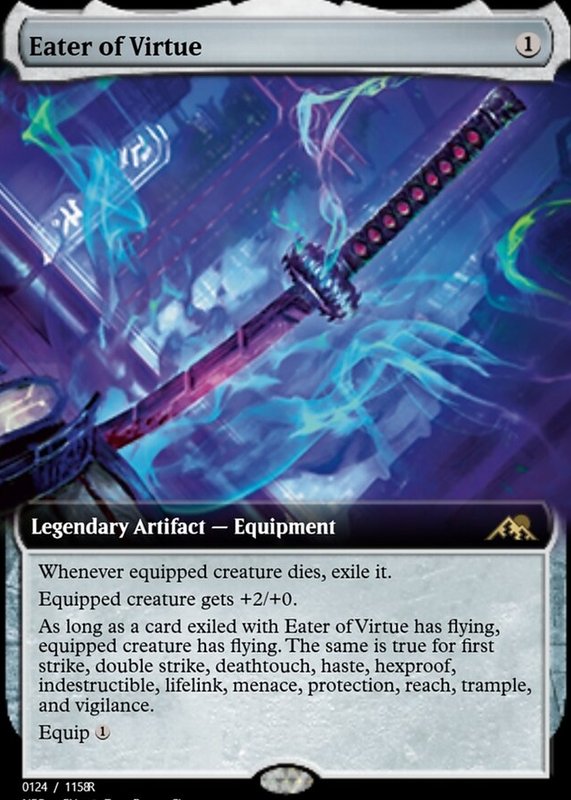 Eater of Virtue 1
Legendary Artifact — Equipment
Whenever equipped creature dies, exile it.
Equipped creature gets +2/+0.
As long as a card exiled with Eater of Virtue has flying,
equipped creature has flying. The same is true for first
strike, double strike, deathtouch, haste, hexproof,
indestructible, lifelink, menace, protection, reach, trample,
and vigilance.
Equip 1
0124 / 1158R